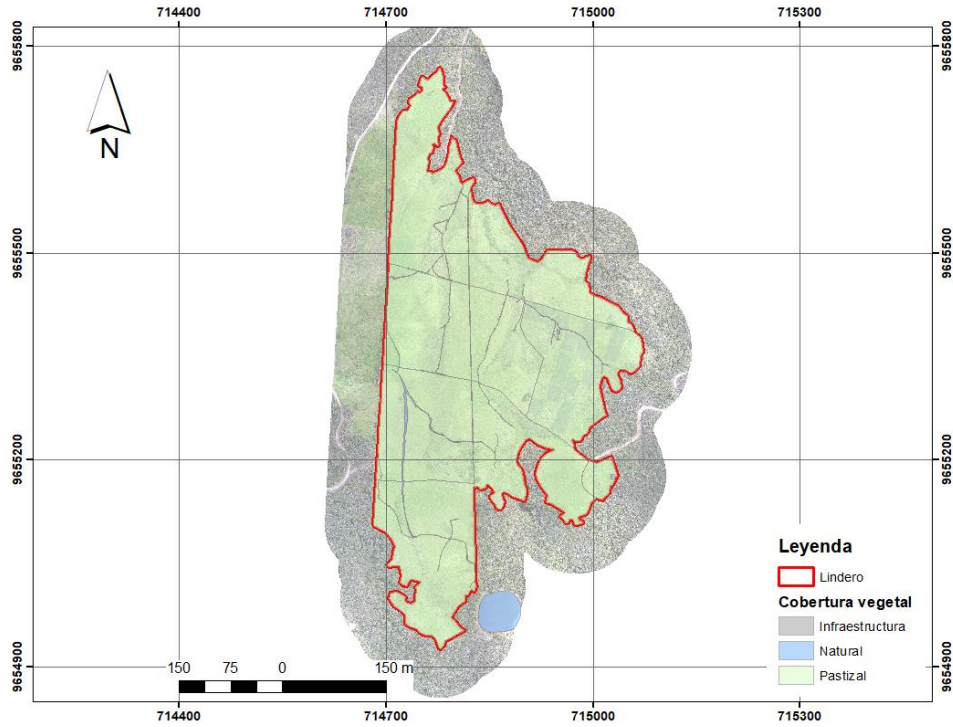 714400 714700 715000 715300
9655800 9655800
N
9655500 9655500
9655200 9655200
Leyenda
Lindero
Cobertura vegetal
Infraestructura
Natural
Pastizal
9654900 9654900
150 75 0 150 m
714400 714700 715000 715300